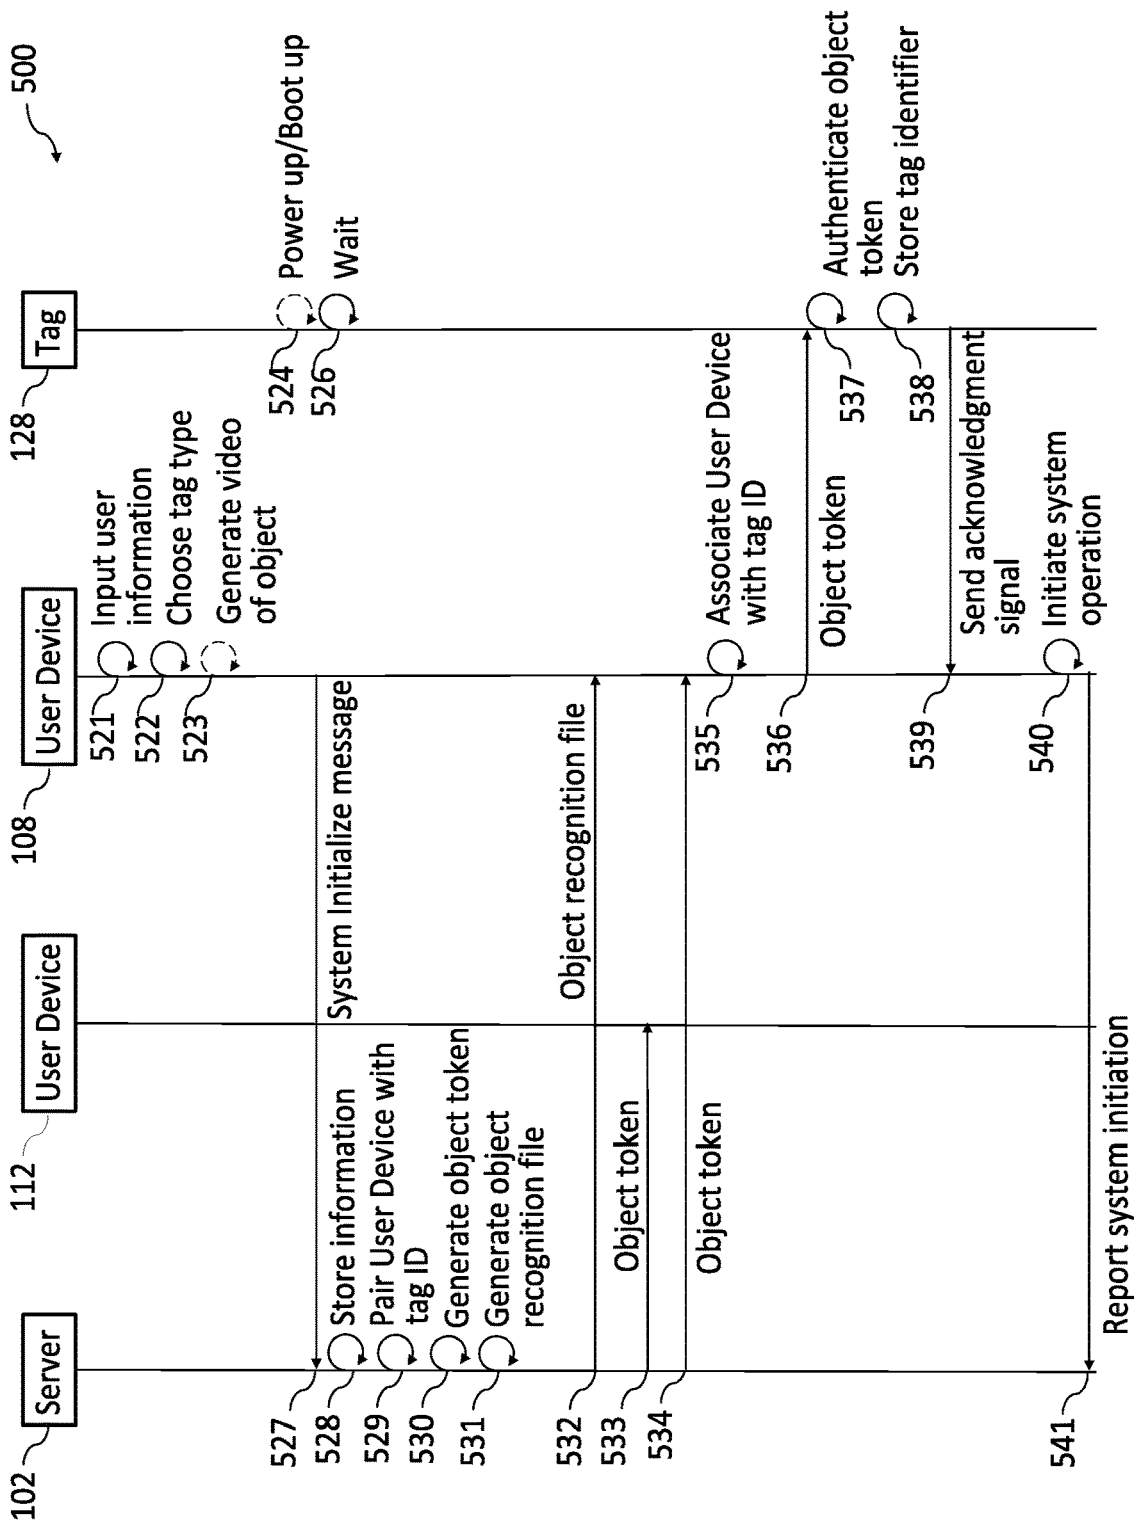 500
102
Server
112
User Device
108
User Device
128
Tag
521
Input user
information
522
Choose tag type
523
Generate video
of object
524
Power up/Boot up
526
Wait
527
System Initialize message
528
Store information
529
Pair User Device with
tag ID
530
Generate object token
531
Generate object
recognition file
532
Object recognition file
533
Object token
534
Object token
535
Associate User Device
with tag ID
536
Object token
537
Authenticate object
token
538
Store tag identifier
539
Send acknowledgment
signal
540
Initiate system
operation
541
Report system initiation